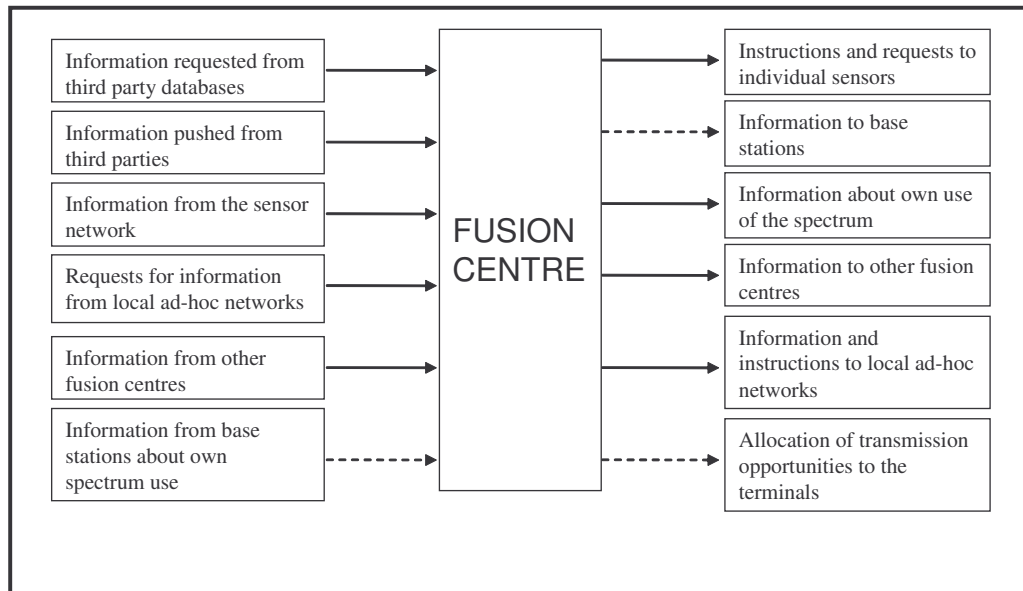 Information requested from
third party databases
Information pushed from
third parties
Information from the sensor
network
Requests for information
from local ad-hoc networks
Information from other
fusion centres
Information from base
stations about own
spectrum use
FUSION
CENTRE
Instructions and requests to
individual sensors
Information to base
stations
Information about own use
of the spectrum
Information to other fusion
centres
Information and
instructions to local ad-hoc
networks
Allocation of transmission
opportunities to the
terminals